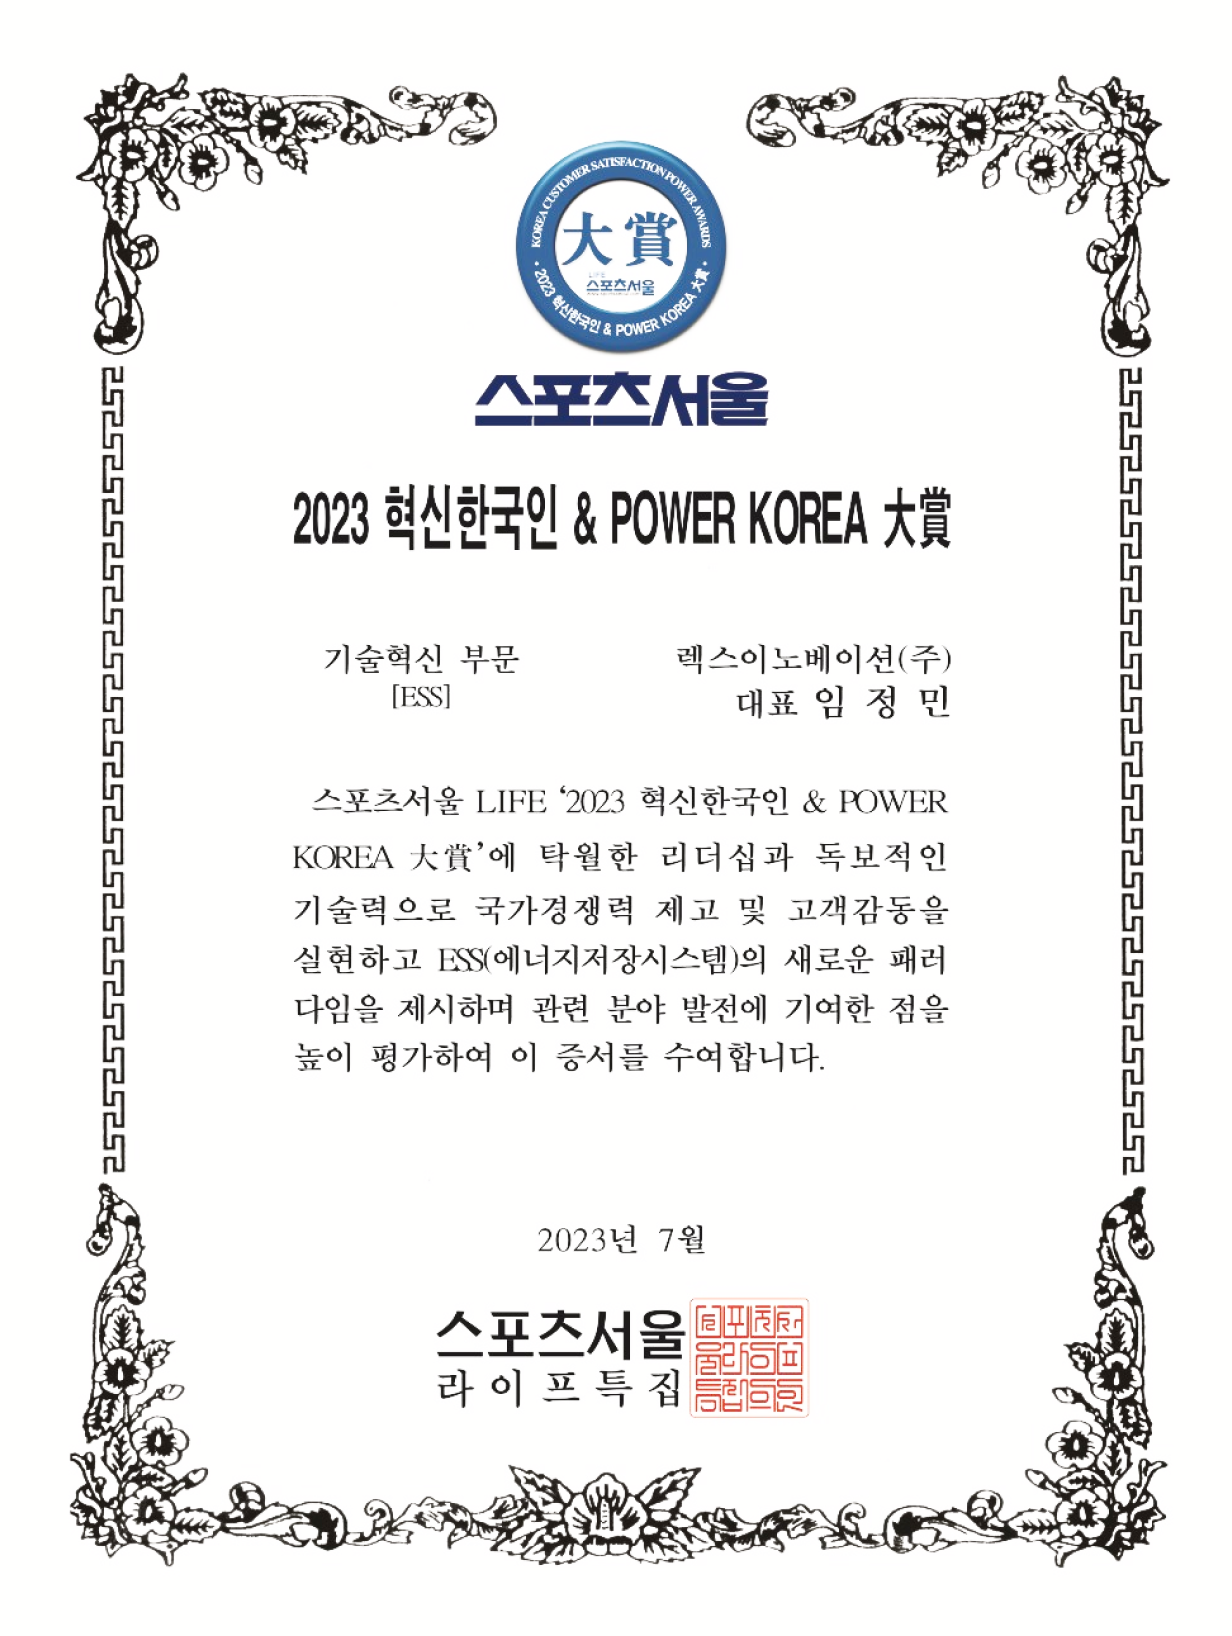 KOREA CUSTOMER SATISFACTION POWER AWARDS
大賞
LIFE
스포츠서울
· 2023 혁신한국인 & POWER KOREA 大賞 ·
스포츠서울
2023 혁신한국인 & POWER KOREA 大賞
기술혁신 부문
[ESS]
렉스이노베이션(주)
대표 임 정 민
스포츠서울 LIFE ‘2023 혁신한국인 & POWER
KOREA 大賞’에 탁월한 리더십과 독보적인
기술력으로 국가경쟁력 제고 및 고객감동을
실현하고 ESS(에너지저장시스템)의 새로운 패러
다임을 제시하며 관련 분야 발전에 기여한 점을
높이 평가하여 이 증서를 수여합니다.
2023년 7월
스포츠서울
라이프특집